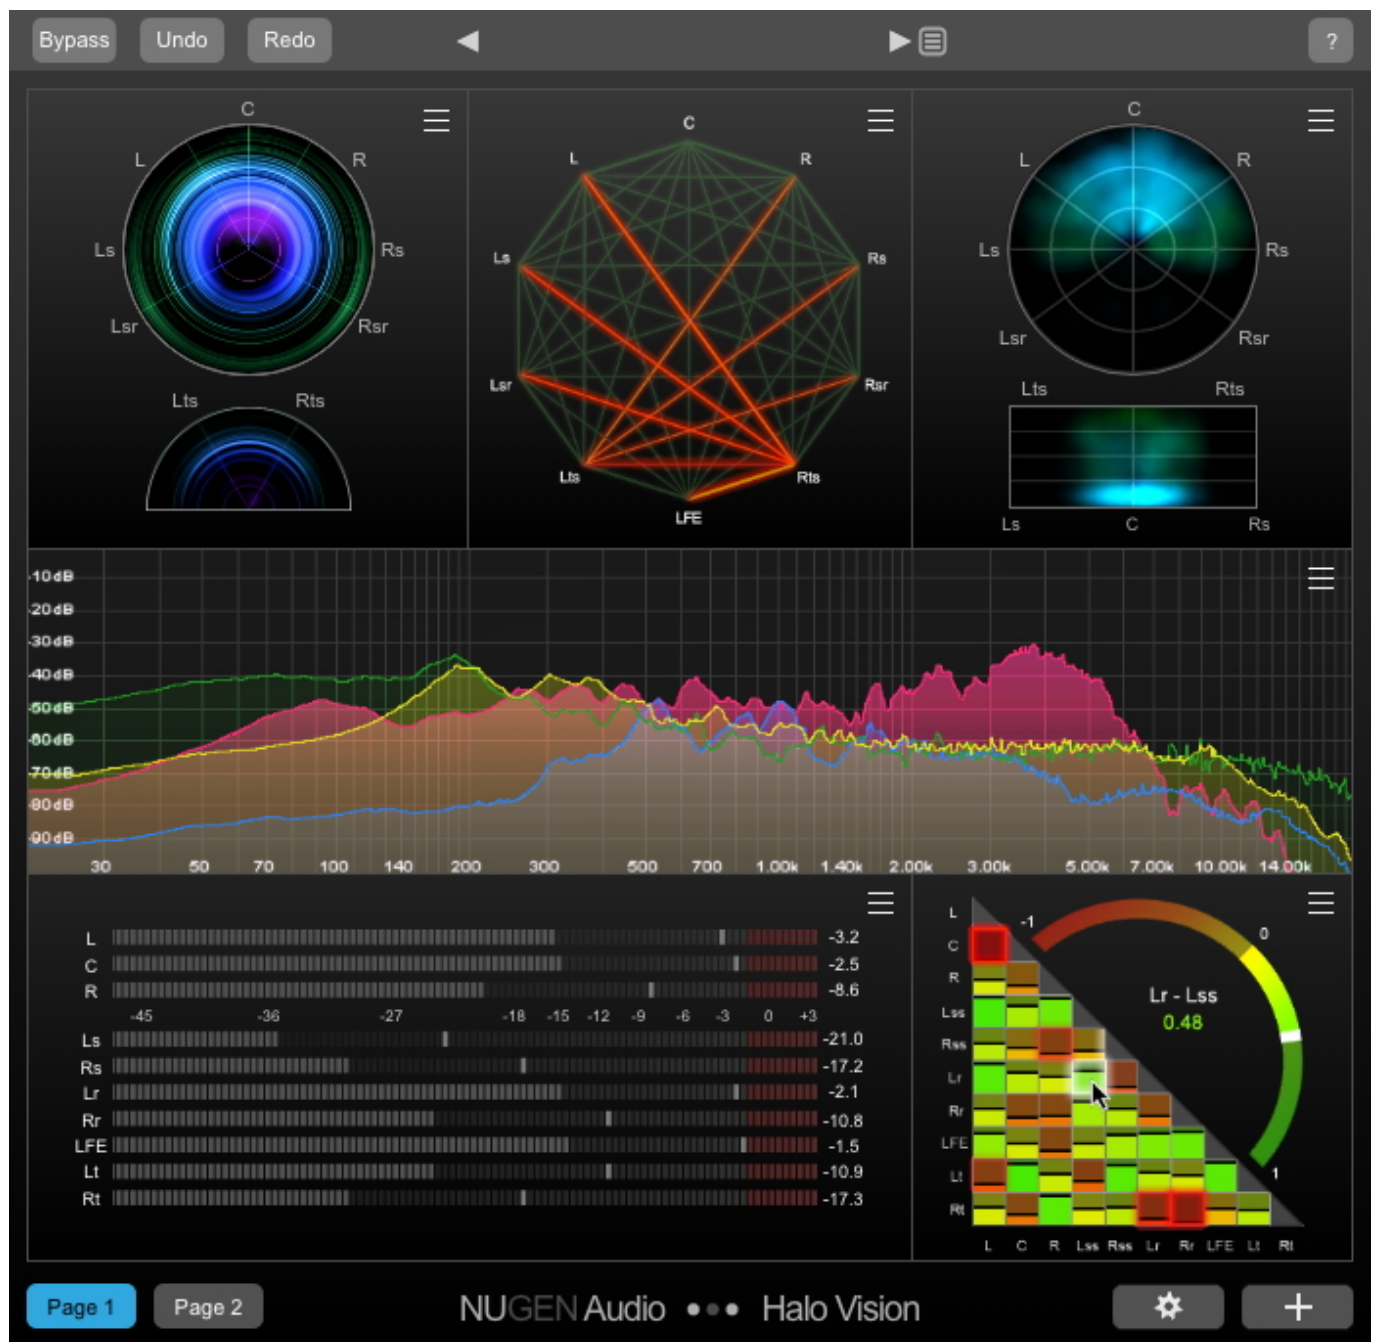 Bypass Undo Redo ?
C C C
L R L R L R
Ls Rs Ls Rs Ls Rs
Lsr Rsr Lsr Rsr Lsr Rsr
Lts Rts Lts Rts Lts Rts
LFE Ls C Rs
-10dB
-20dB
-30dB
-40dB
-50dB
-60dB
-70dB
-80dB
-90dB
30 50 70 100 140 200 300 500 700 1.00k 1.40k 2.00k 3.00k 5.00k 7.00k 10.00k 14.00k
L -3.2
C -2.5
R -8.6
-45 -36 -27 -18 -15 -12 -9 -6 -3 0 +3
Ls -21.0
Rs -17.2
Lr -2.1
Rr -10.8
LFE -1.5
Lt -10.9
Rt -17.3
L -1
C 0
R
Lss
Rss
Lr
Rr
LFE
Lt 1
Rt
Lr - Lss
0.48
L C R Lss Rss Lr Rr LFE Lt Rt
Page 1 Page 2 NUGEN Audio Halo Vision +